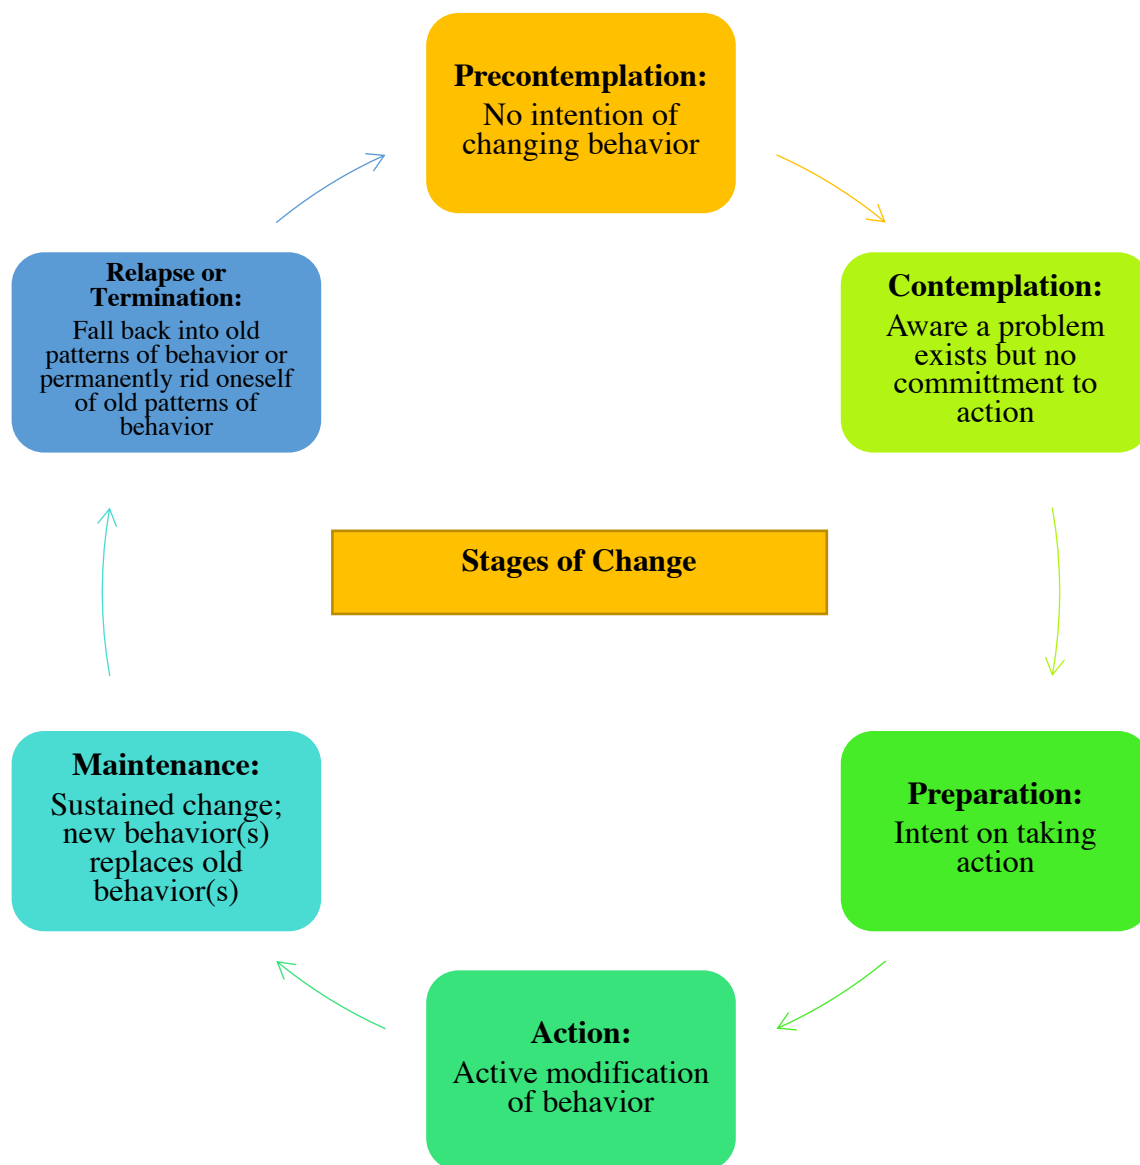 Precontemplation:
No intention of
changing behavior
Contemplation:
Aware a problem
exists but no
committment to
action
Preparation:
Intent on taking
action
Action:
Active modification
of behavior
Maintenance:
Sustained change;
new behavior(s)
replaces old
behavior(s)
Relapse or
Termination:
Fall back into old
patterns of behavior or
permanently rid oneself
of old patterns of
behavior
Stages of Change